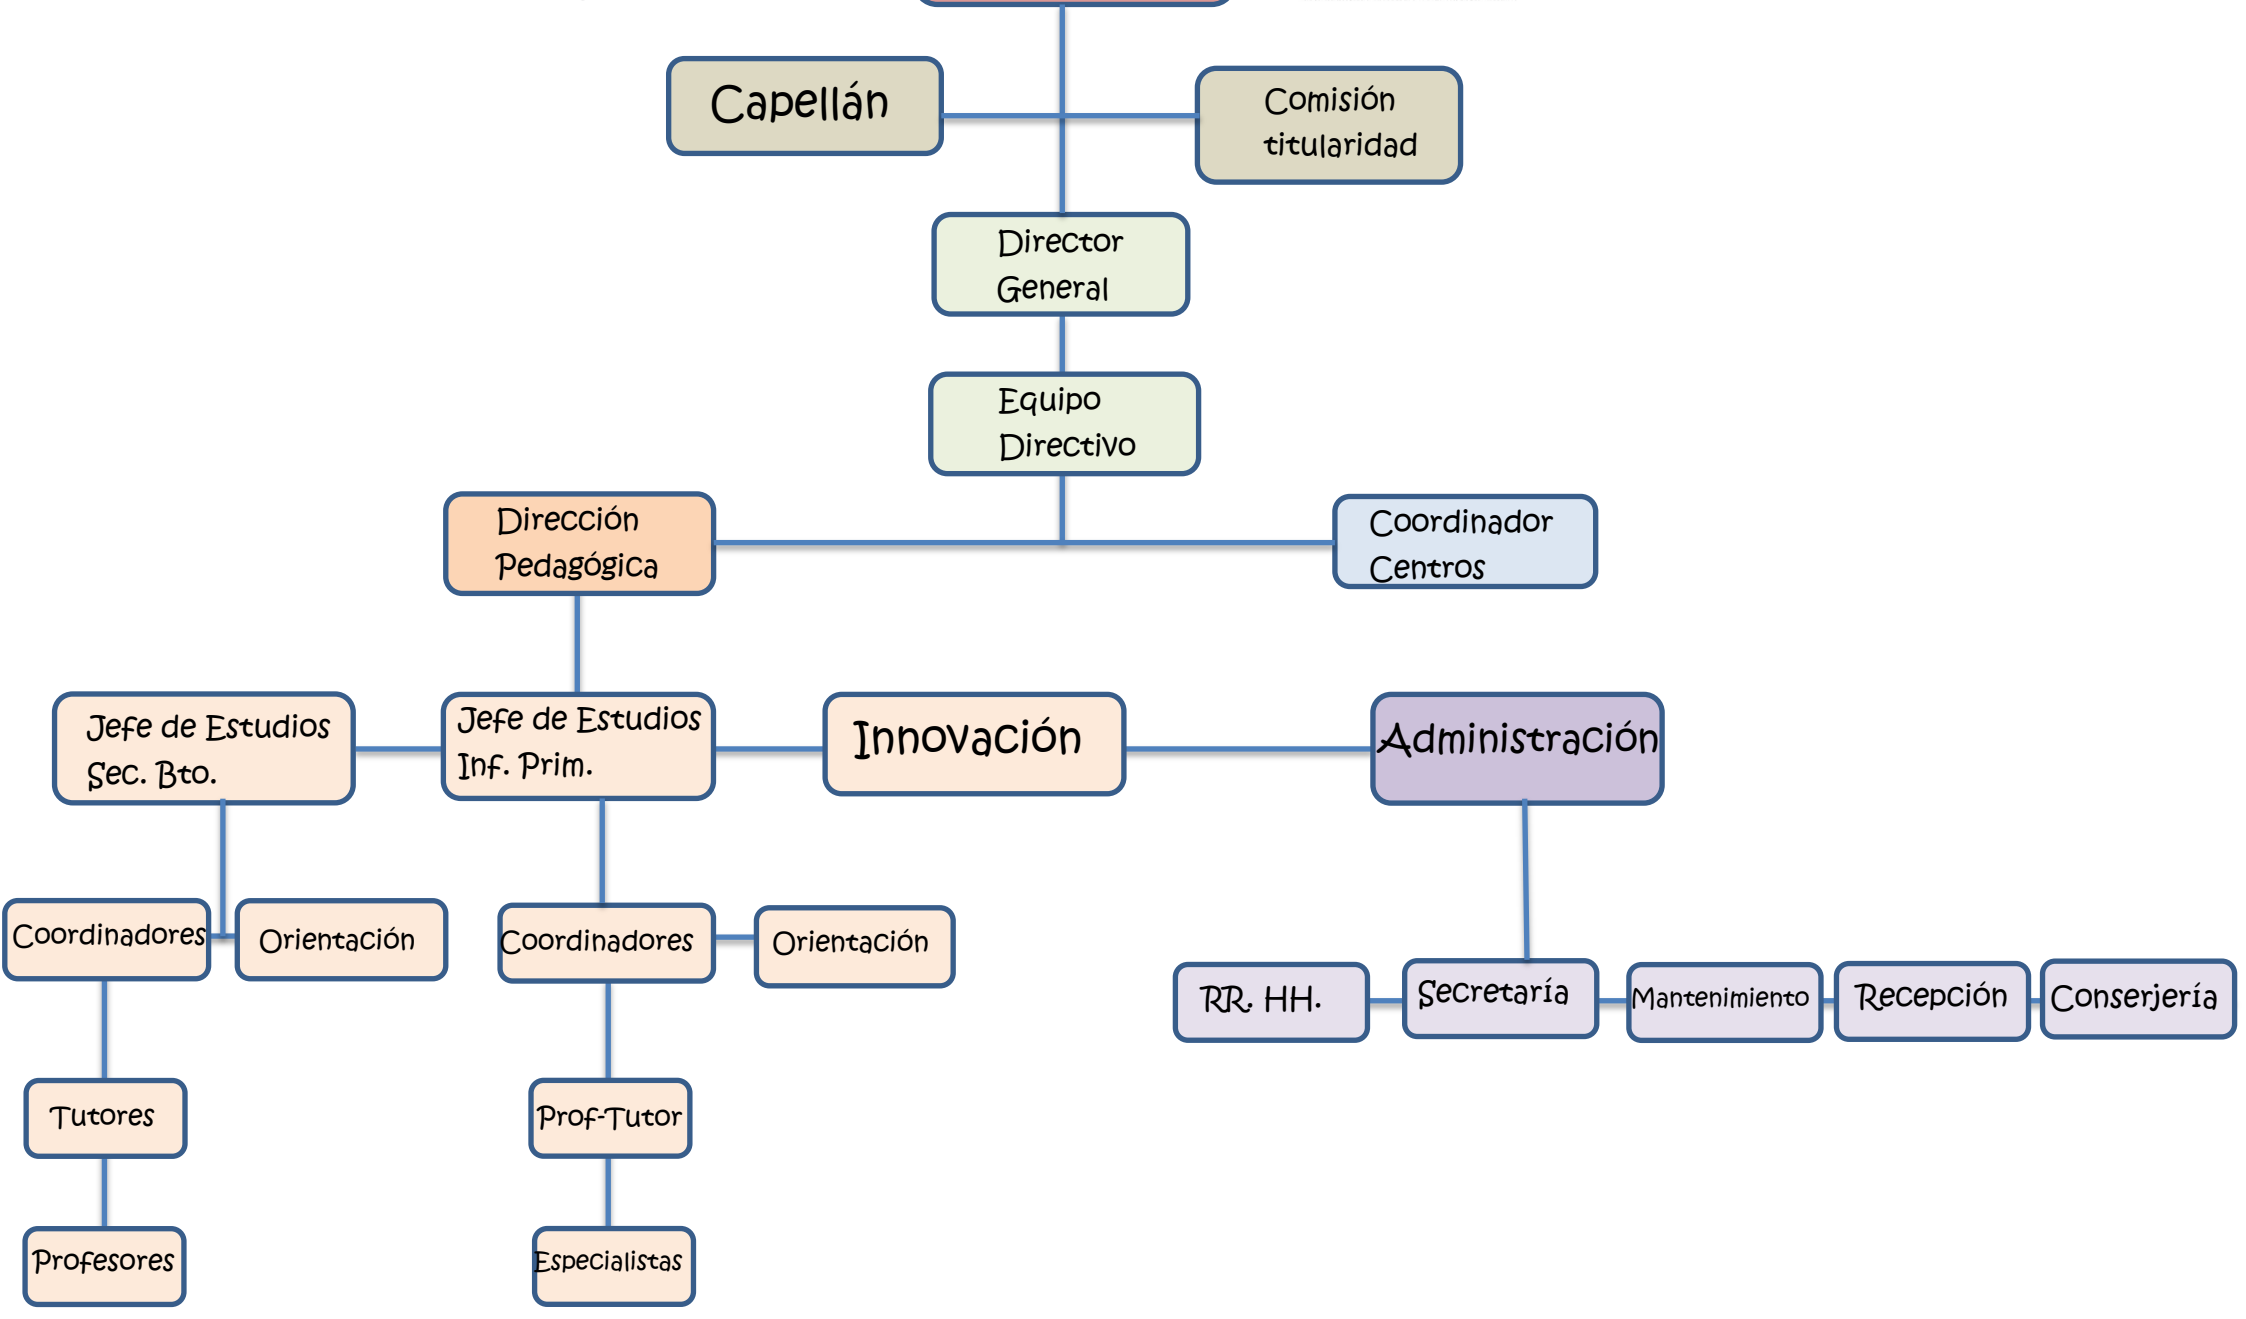 Capellán
Comisión
titularidad
Director
General
Equipo
Directivo
Dirección
Pedagógica
Coordinador
Centros
Jefe de Estudios
Sec. Bto.
Jefe de Estudios
Inf. Prim.
Innovación
Administración
Coordinadores
Orientación
Coordinadores
Orientación
RR. HH.
Secretaría
Mantenimiento
Recepción
Conserjería
Tutores
Prof-Tutor
Profesores
Especialistas